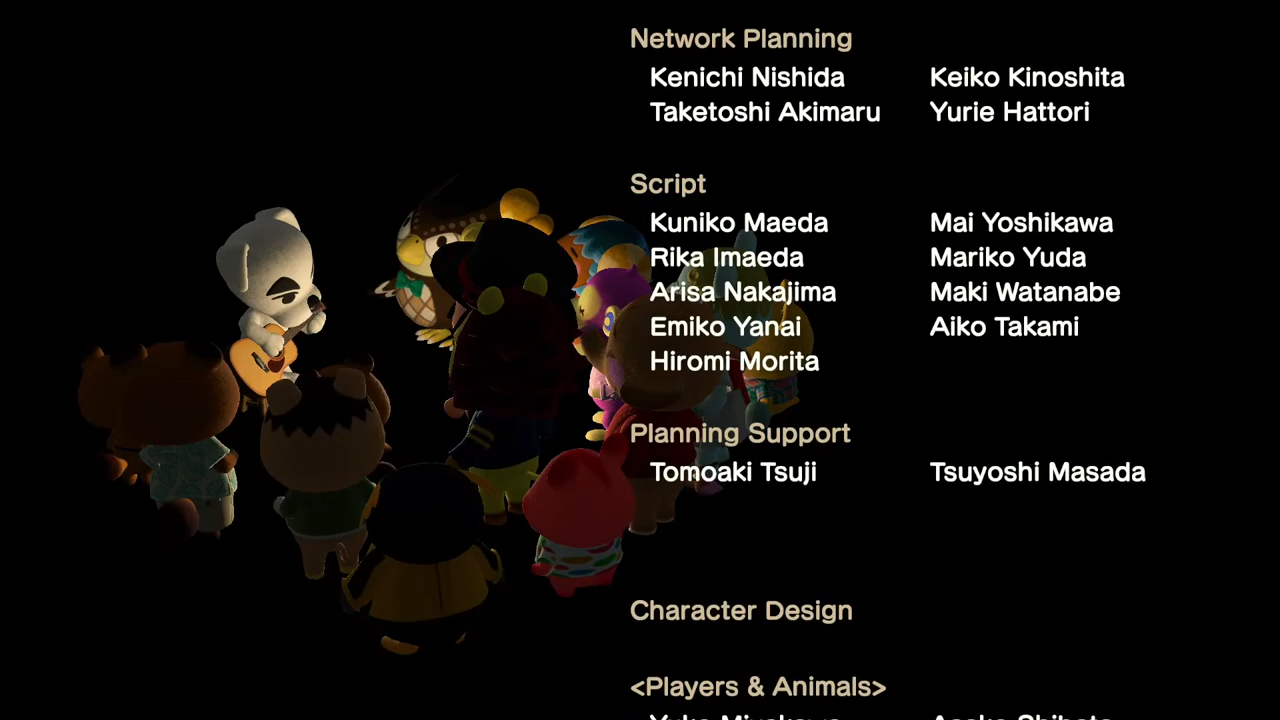 Network Planning
Kenichi Nishida Keiko Kinoshita
Taketoshi Akimaru Yurie Hattori
Script
Kuniko Maeda Mai Yoshikawa
Rika Imaeda Mariko Yuda
Arisa Nakajima Maki Watanabe
Emiko Yanai Aiko Takami
Hiromi Morita
Planning Support
Tomoaki Tsuji Tsuyoshi Masada
Character Design
<Players & Animals>